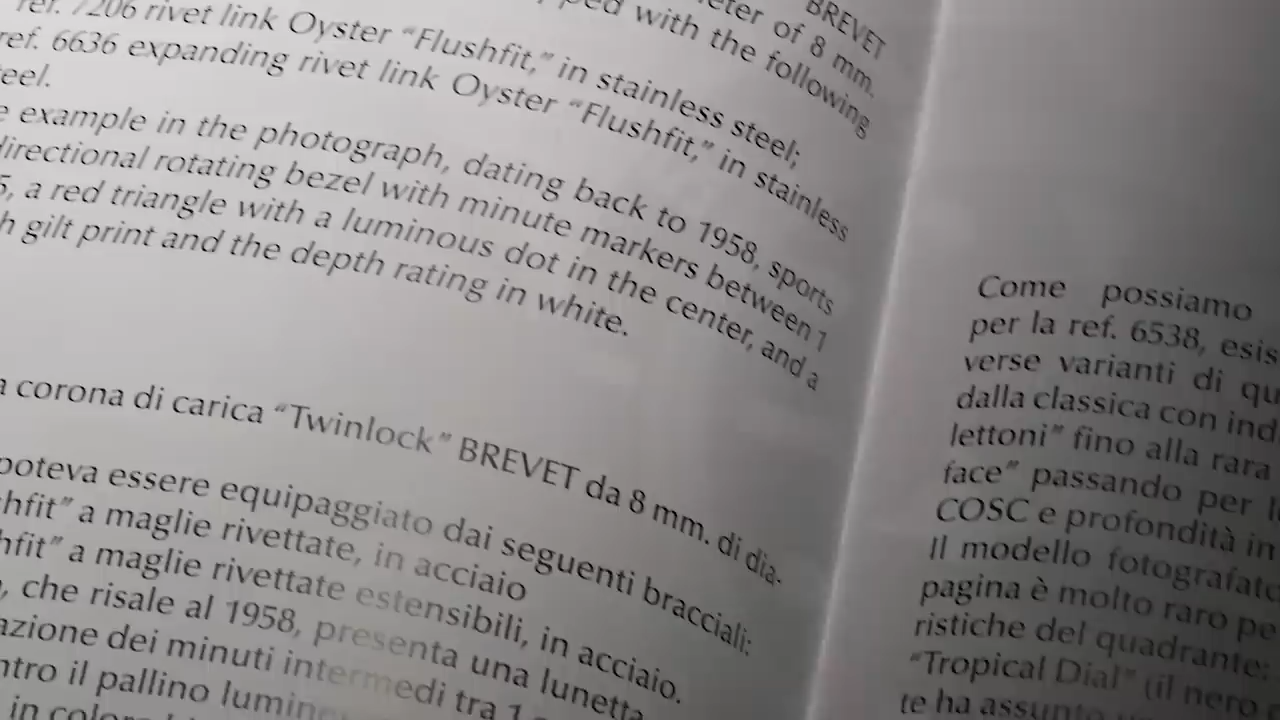 BREVET
meter of 8 mm.
with the following
ref. 7206 rivet link Oyster “Flushfit,” in stainless steel;
ref. 6636 expanding rivet link Oyster “Flushfit,” in stainless
steel.
example in the photograph, dating back to 1958, sports
directional rotating bezel with minute markers between 1
5, a red triangle with a luminous dot in the center, and a
gilt print and the depth rating in white.
a corona di carica “Twinlock” BREVET da 8 mm. di dia-
poteva essere equipaggiato dai seguenti bracciali:
hfit” a maglie rivettate, in acciaio
hfit” a maglie rivettate estensibili, in acciaio.
, che risale al 1958, presenta una lunetta
azione dei minuti intermedi tra 1
ntro il pallino
in
Come possiamo
per la ref. 6538, esis
verse varianti di qu
dalla classica con ind
lettoni” fino alla rara
face” passando per
COSC e profondità in
Il modello fotografato
pagina è molto raro pe
ristiche del quadrante:
“Tropical Dial” (il nero
te ha assunto